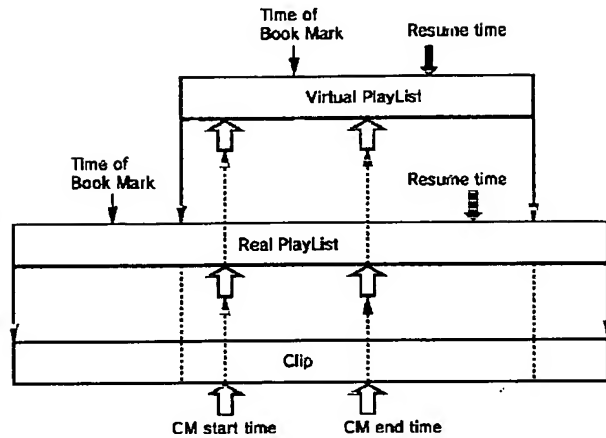 Time of
Book Mark
Resume time
Virtual PlayList
Time of
Book Mark
Resume time
Real PlayList
Clip
CM start time
CM end time